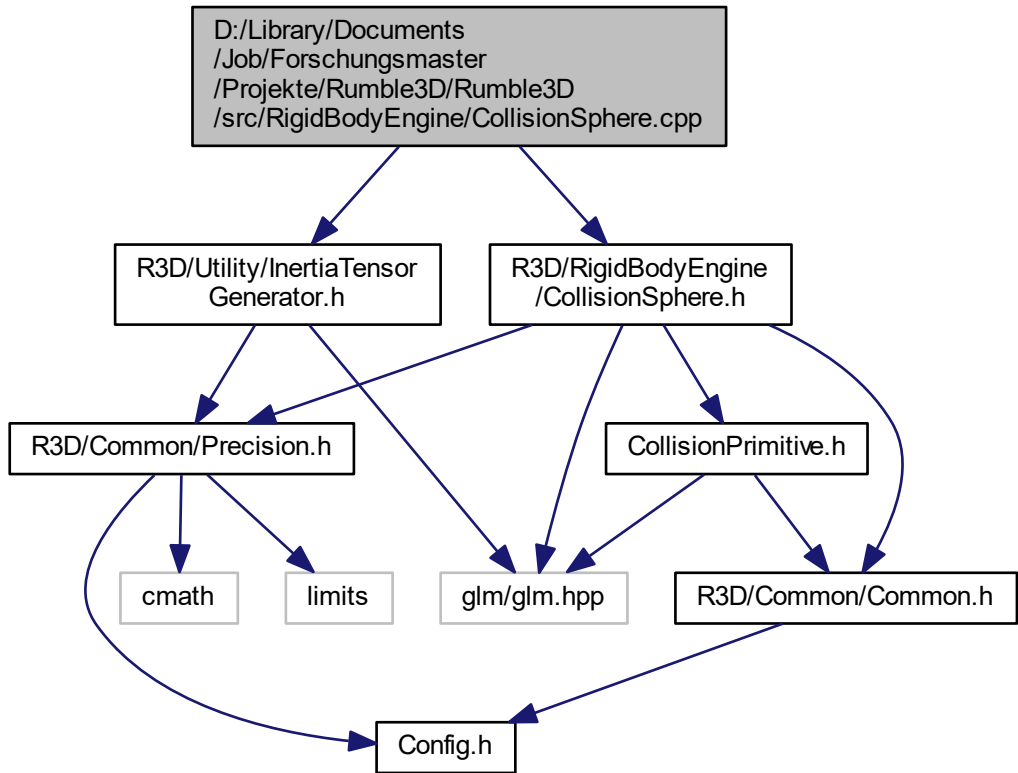 D:/Library/Documents
/Job/Forschungsmaster
/Projekte/Rumble3D/Rumble3D
/src/RigidBodyEngine/CollisionSphere.cpp
R3D/Utility/InertiaTensor
Generator.h
R3D/RigidBodyEngine
/CollisionSphere.h
R3D/Common/Precision.h
CollisionPrimitive.h
cmath
limits
glm/glm.hpp
R3D/Common/Common.h
Config.h